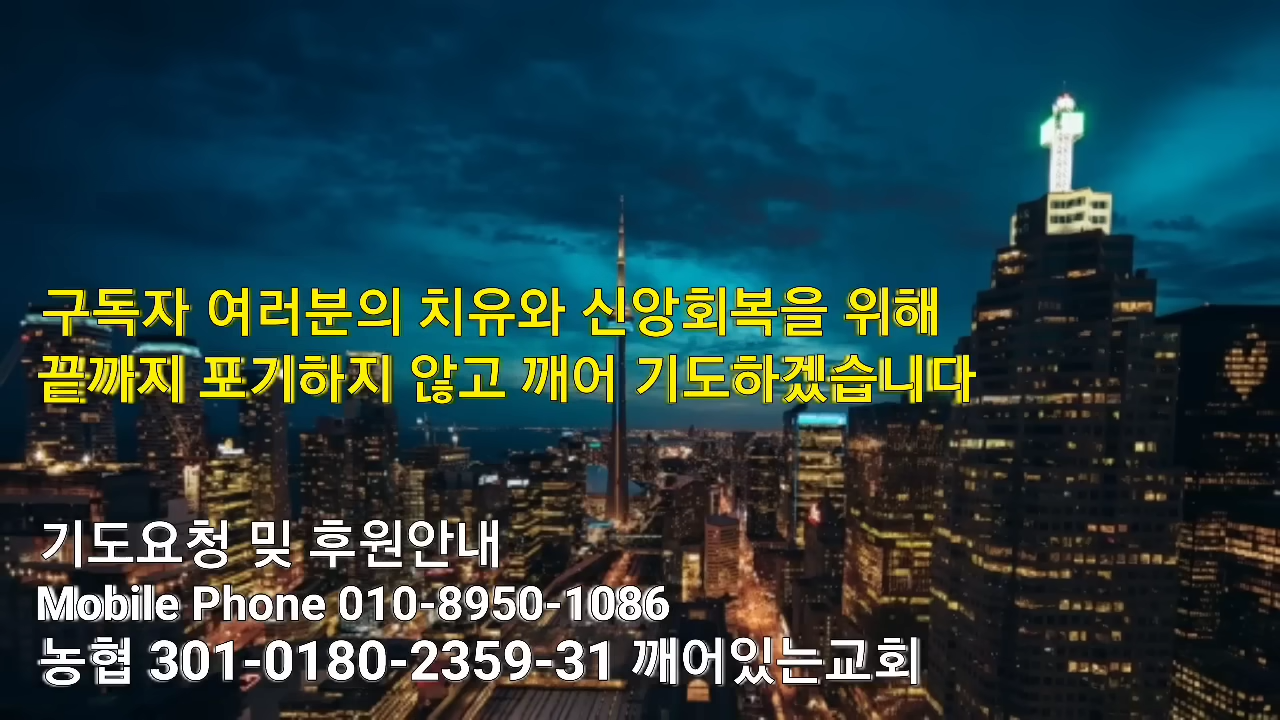 구독자 여러분의 치유와 신앙회복을 위해
끝까지 포기하지 않고 깨어 기도하겠습니다
기도요청 및 후원안내
Mobile Phone 010-8950-1086
농협 301-0180-2359-31 깨어있는교회